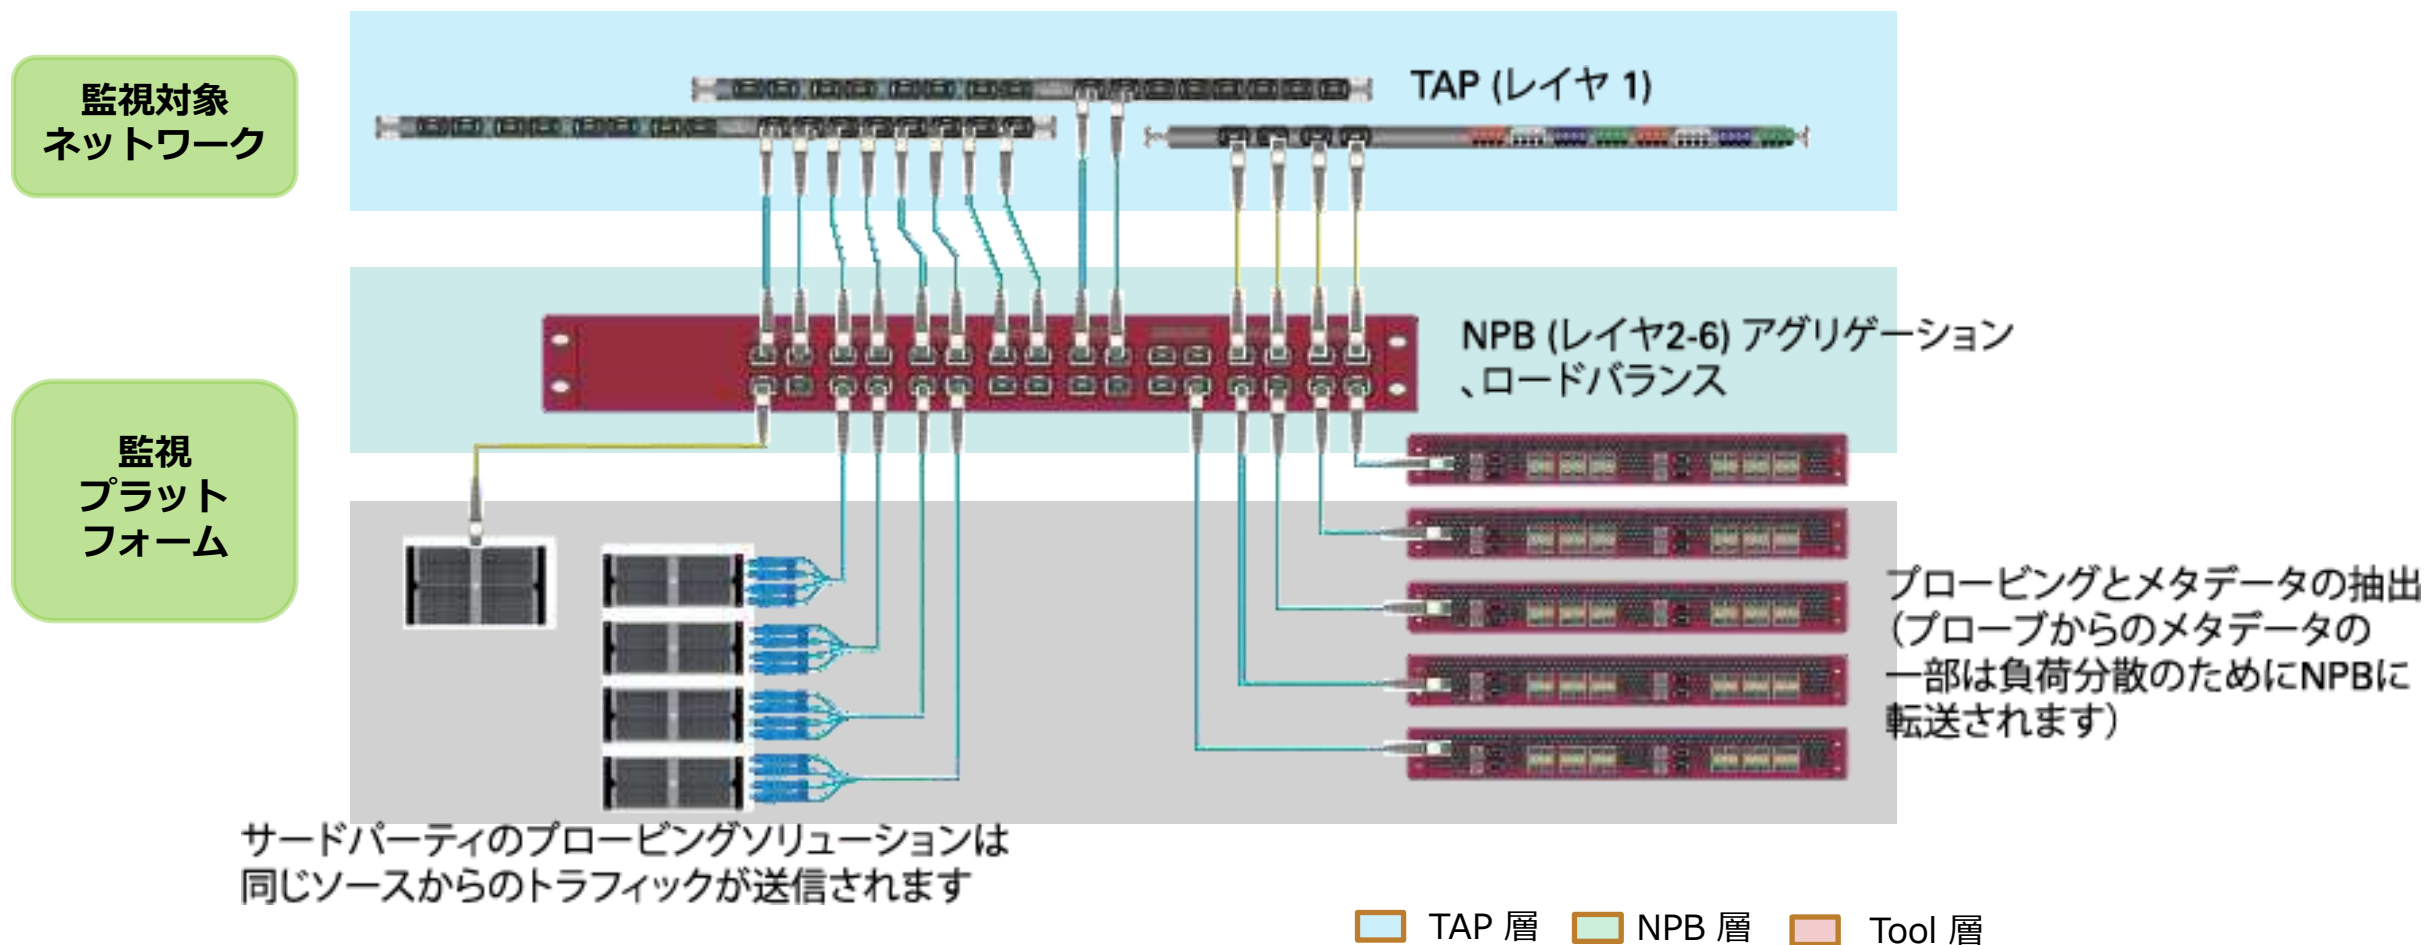 監視対象
ネットワーク
TAP (レイヤ 1)
NPB (レイヤ2-6) アグリゲーション
、ロードバランス
監視
プラット
フォーム
プロービングとメタデータの抽出
(プローブからのメタデータの
一部は負荷分散のためにNPBに
転送されます)
サードパーティのプロービングソリューションは
同じソースからのトラフィックが送信されます
TAP 層
NPB 層
Tool 層